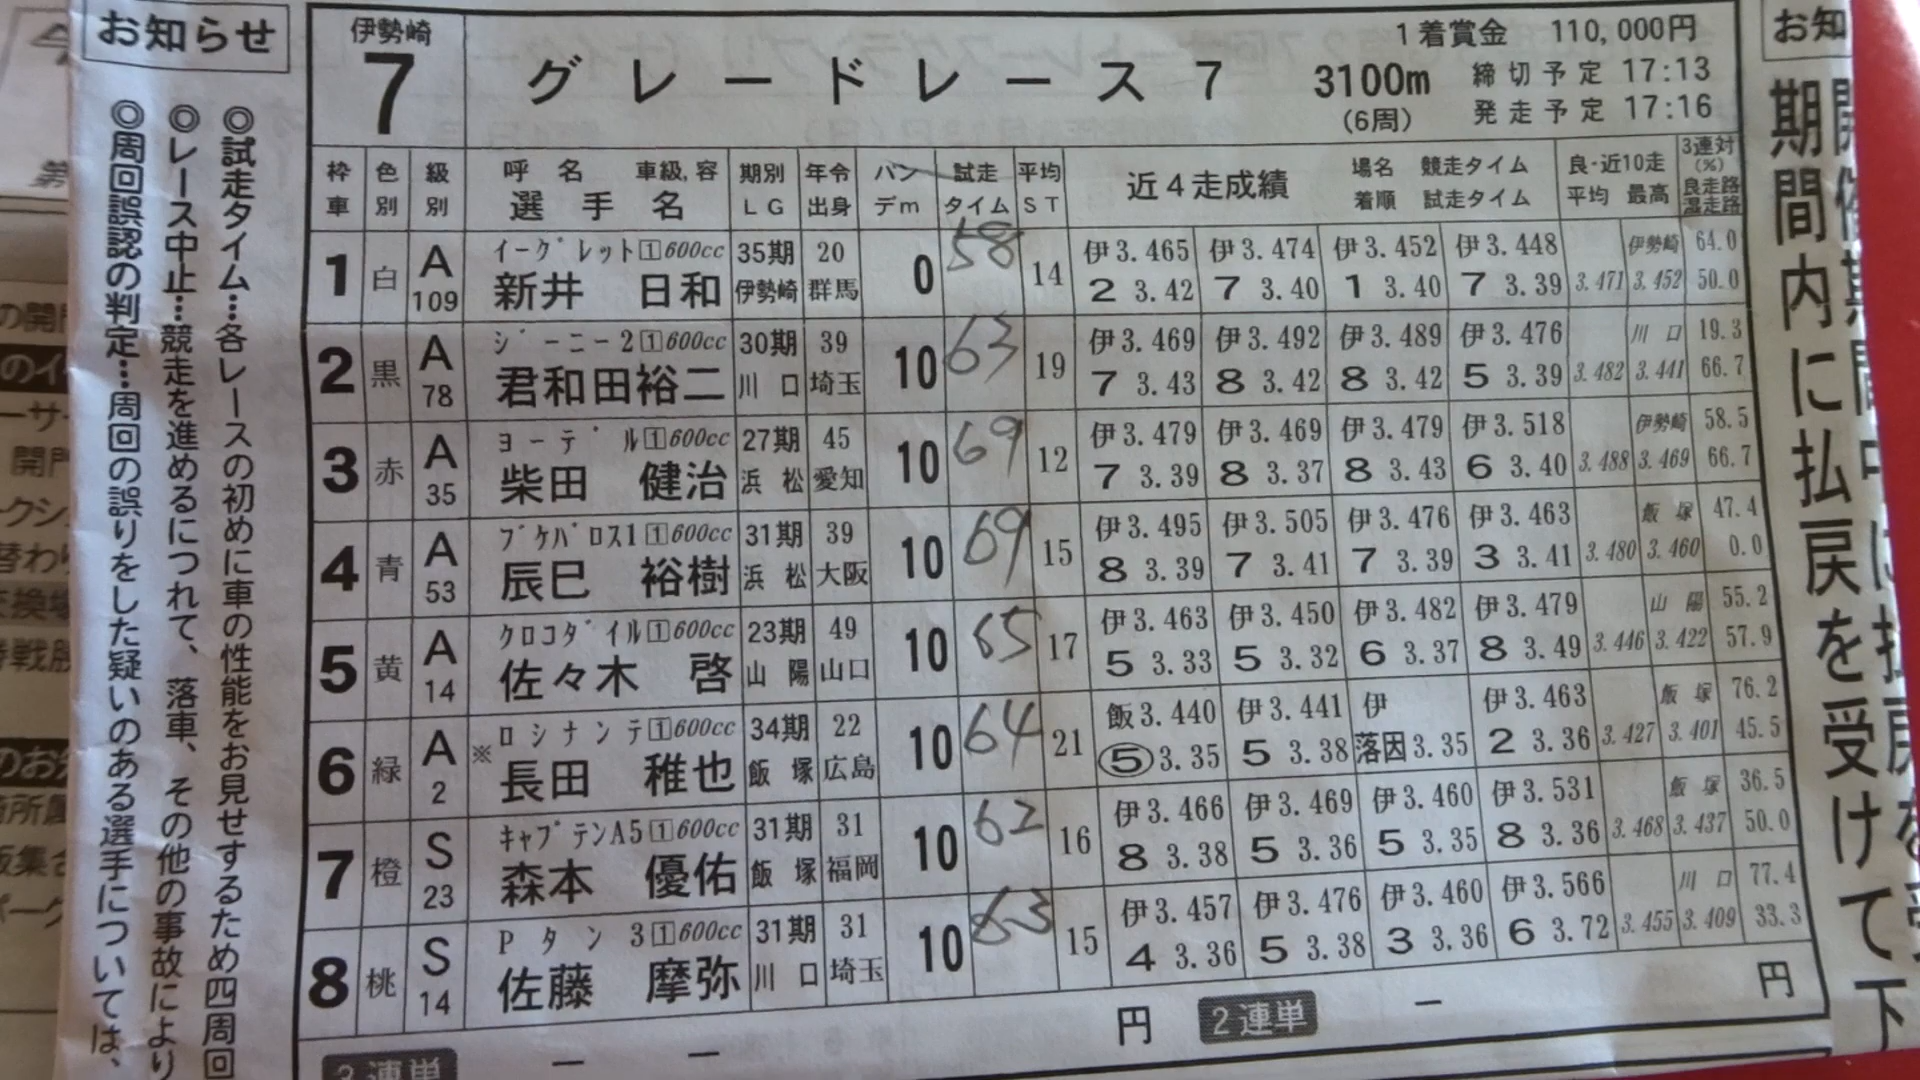 お知らせ
◎試走タイム…各レースの初めに車の性能をお見せするため四周回
◎レース中止…競走を進めるにつれて、落車、その他の事故により
◎周回誤認の判定…周回の誤りをした疑いのある選手については、
伊勢崎
7
グレードレース7
3100m
(6周)
1着賞金 110,000円
締切予定 17:13
発走予定 17:16
枠車 色別 級別 呼名 車級,容 選手名 期別LG 年令出身 ハンデm 試走タイム 平均ST 近4走成績 場名 競走タイム 着順 試走タイム 良・近10走 平均 最高 3連対(%) 良走路 湿走路
1 白 A 109 イーグレット 1 600cc 35期 20 0 58 14 伊3.465 伊3.474 伊3.452 伊3.448 伊勢崎 64.0
新井 日和 伊勢崎 群馬 2 3.42 7 3.40 1 3.40 7 3.39 3.471 3.452 50.0
2 黒 A 78 ジーニー2 1 600cc 30期 39 10 63 19 伊3.469 伊3.492 伊3.489 伊3.476 川口 19.3
君和田裕二 川口 埼玉 7 3.43 8 3.42 8 3.42 5 3.39 3.482 3.441 66.7
3 赤 A 35 ヨーデル 1 600cc 27期 45 10 69 12 伊3.479 伊3.469 伊3.479 伊3.518 伊勢崎 58.5
柴田 健治 浜松 愛知 7 3.39 8 3.37 8 3.43 6 3.40 3.488 3.469 66.7
4 青 A 53 ブケパロス1 1 600cc 31期 39 10 69 15 伊3.495 伊3.505 伊3.476 伊3.463 飯塚 47.4
辰巳 裕樹 浜松 大阪 8 3.39 7 3.41 7 3.39 3 3.41 3.480 3.460 0.0
5 黄 A 14 クロコダイル 1 600cc 23期 49 10 65 17 伊3.463 伊3.450 伊3.482 伊3.479 山陽 55.2
佐々木 啓 山陽 山口 5 3.33 5 3.32 6 3.37 8 3.49 3.446 3.422 57.9
6 緑 A 2 ロシナンテ 1 600cc 34期 22 10 64 21 飯3.440 伊3.441 伊 伊3.463 飯塚 76.2
※長田 稚也 飯塚 広島 ⑤ 3.35 5 3.38 落因 3.35 2 3.36 3.427 3.401 45.5
7 橙 S 23 キャプテンA5 1 600cc 31期 31 10 62 16 伊3.466 伊3.469 伊3.460 伊3.531 飯塚 36.5
森本 優佑 飯塚 福岡 8 3.38 5 3.36 5 3.35 8 3.36 3.468 3.437 50.0
8 桃 S 14 Pタン3 1 600cc 31期 31 10 63 15 伊3.457 伊3.476 伊3.460 伊3.566 川口 77.4
佐藤 摩弥 川口 埼玉 4 3.36 5 3.38 3 3.36 6 3.72 3.455 3.409 33.3
3連単 ― ― 円 2連単 ― 円
お知
期間内に払戻を受けて下